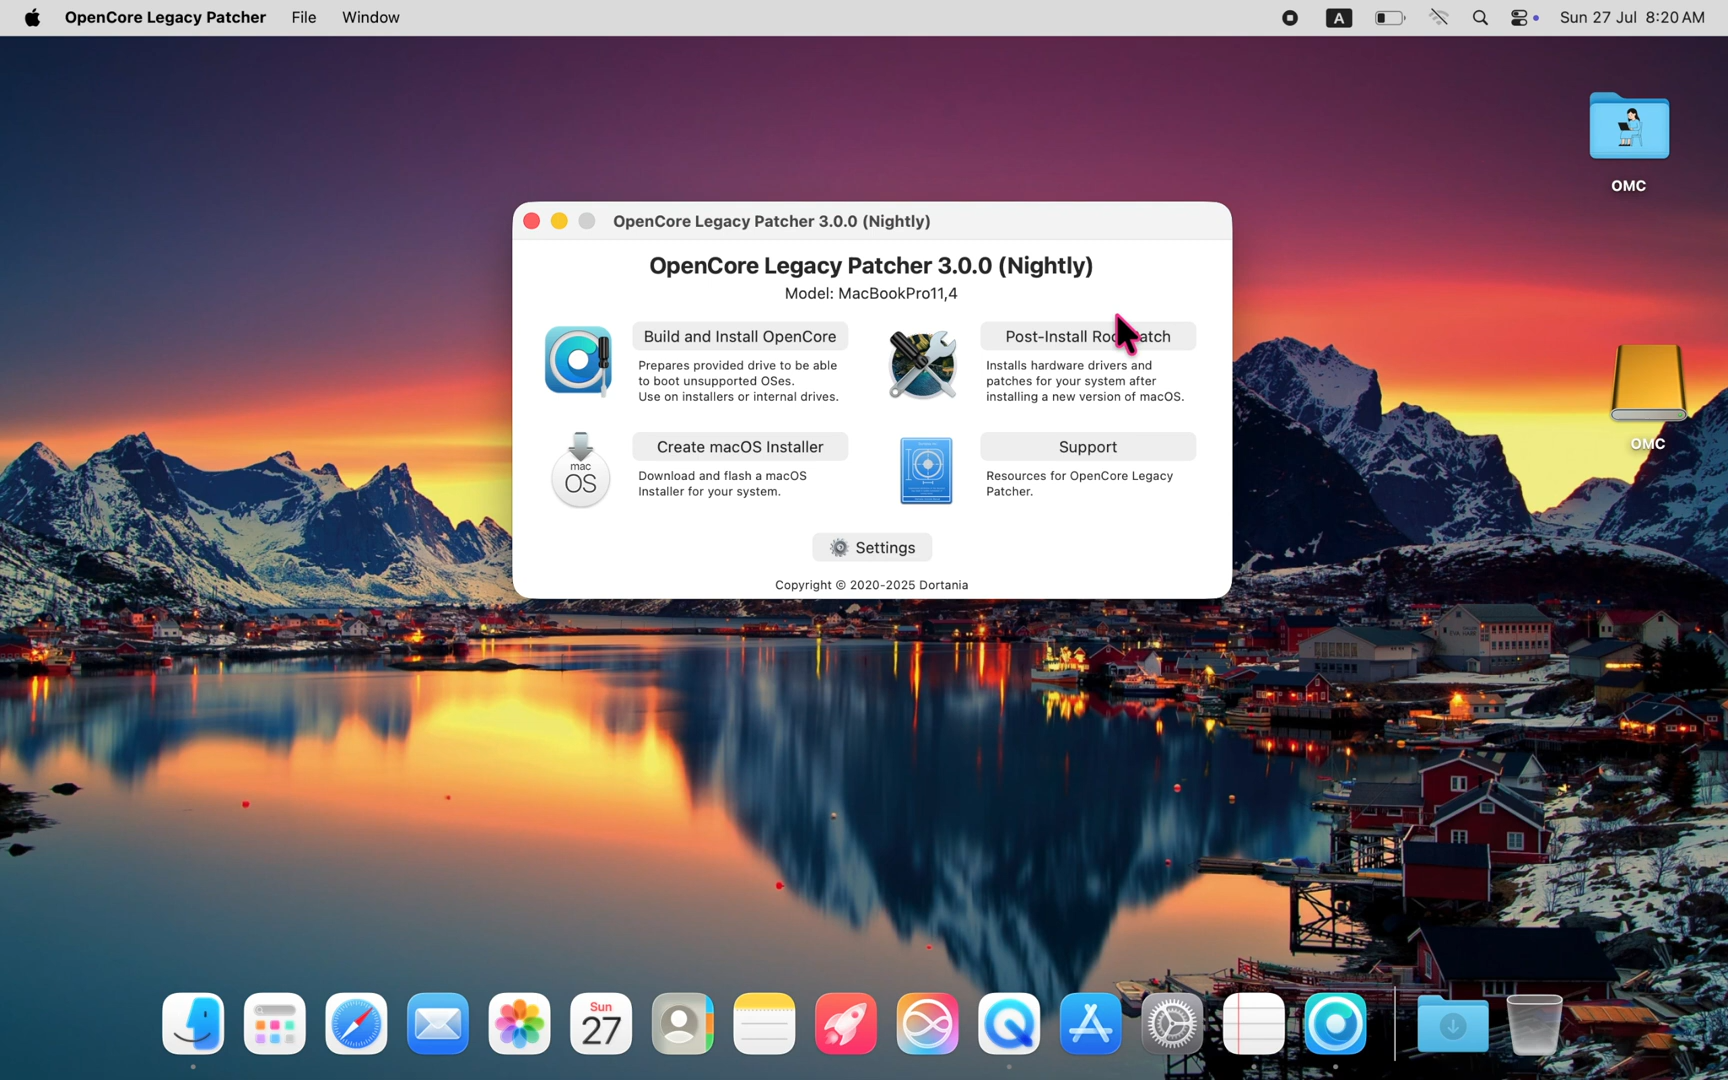 OpenCore Legacy Patcher File Window
A
Sun 27 Jul 8:20 AM
OMC
OMC
OpenCore Legacy Patcher 3.0.0 (Nightly)
OpenCore Legacy Patcher 3.0.0 (Nightly)
Model: MacBookPro11,4
Build and Install OpenCore
Prepares provided drive to be able
to boot unsupported OSes.
Use on installers or internal drives.
Post-Install
Installs hardware drivers and
patches for your system after
installing a new version of macOS.
mac
OS
Create macOS Installer
Download and flash a macOS
Installer for your system.
Support
Resources for OpenCore Legacy
Patcher.
Settings
Copyright © 2020-2025 Dortania
Sun
27